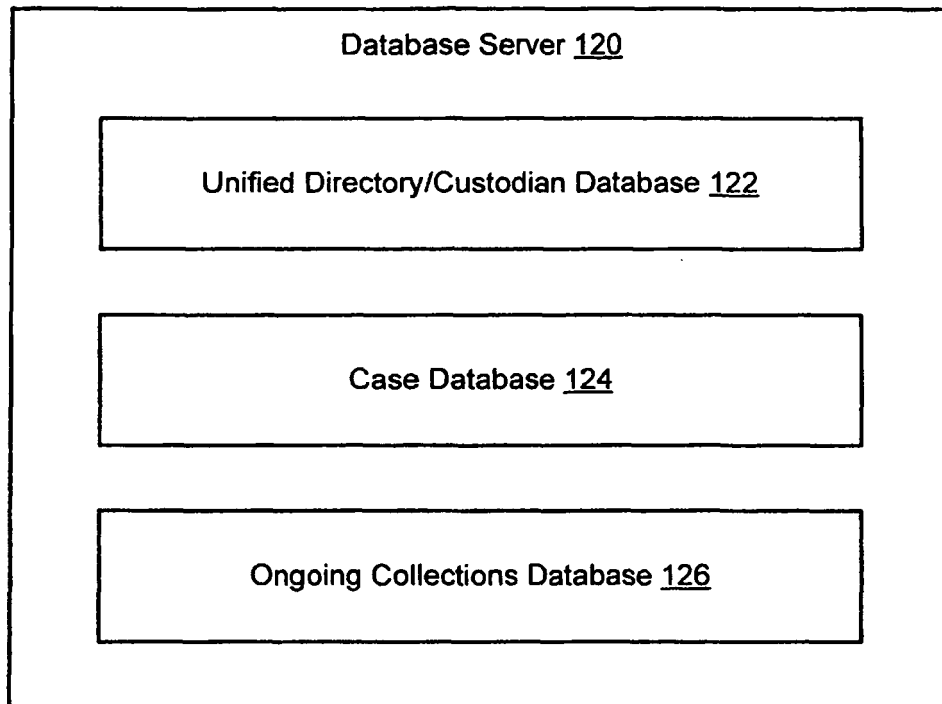 Database Server 120
Unified Directory/Custodian Database 122
Case Database 124
Ongoing Collections Database 126